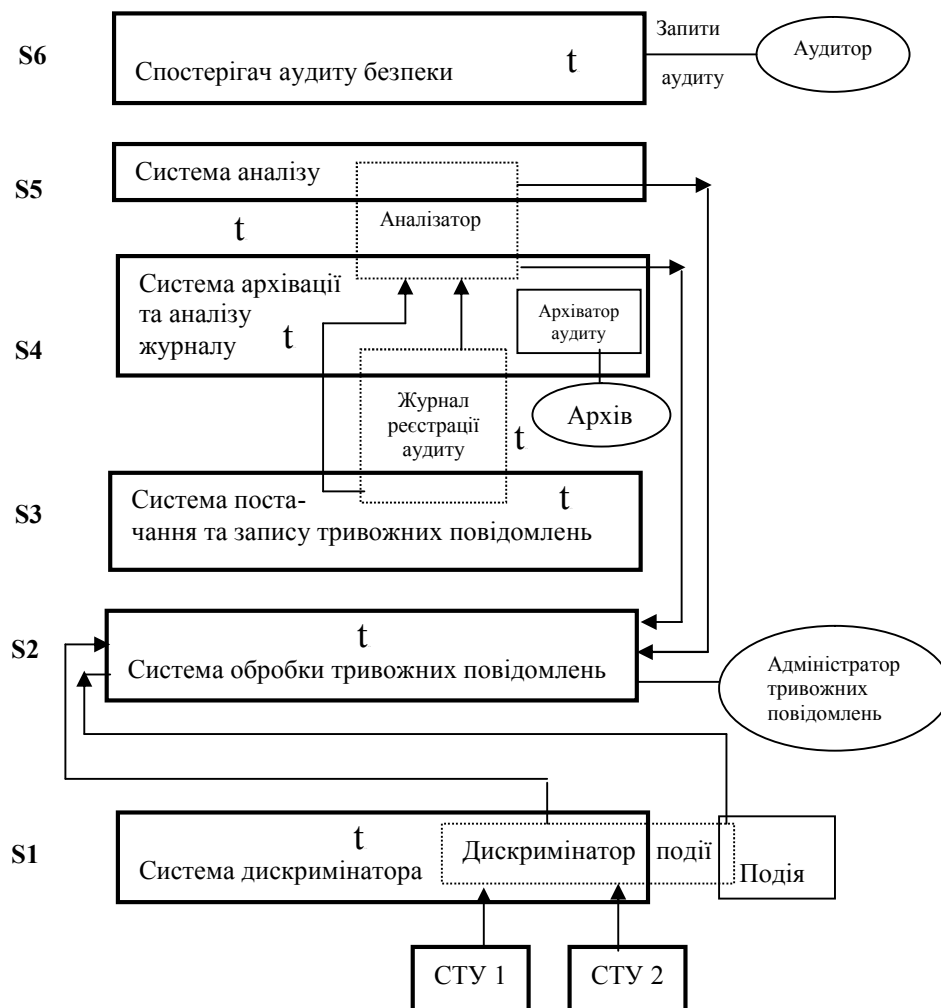 S6
Спостерігач аудиту безпеки
t
Запити
аудиту
Аудитор
S5
Система аналізу
Аналізатор
t
S4
Система архівації
та аналізу
журналу
t
Архіватор
аудиту
Архів
Журнал
реєстрації
аудиту
t
S3
Система поста-
чання та запису тривожних повідомлень
t
S2
t
Система обробки тривожних повідомлень
Адміністратор
тривожних
повідомлень
S1
t
Система дискримінатора
Дискримінатор події
Подія
СТУ 1
СТУ 2